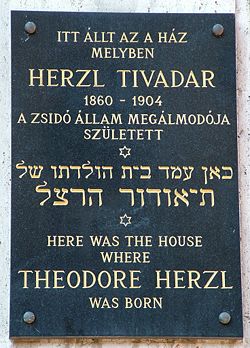 ITT ÁLLT AZ A HÁZ
MELYBEN
HERZL TIVADAR
1860 - 1904
A ZSIDÓ ÁLLAM MEGÁLMODÓJA
SZÜLETETT
כאן עמד בית הולדתו של
תיאודור הרצל
HERE WAS THE HOUSE
WHERE
THEODORE HERZL
WAS BORN